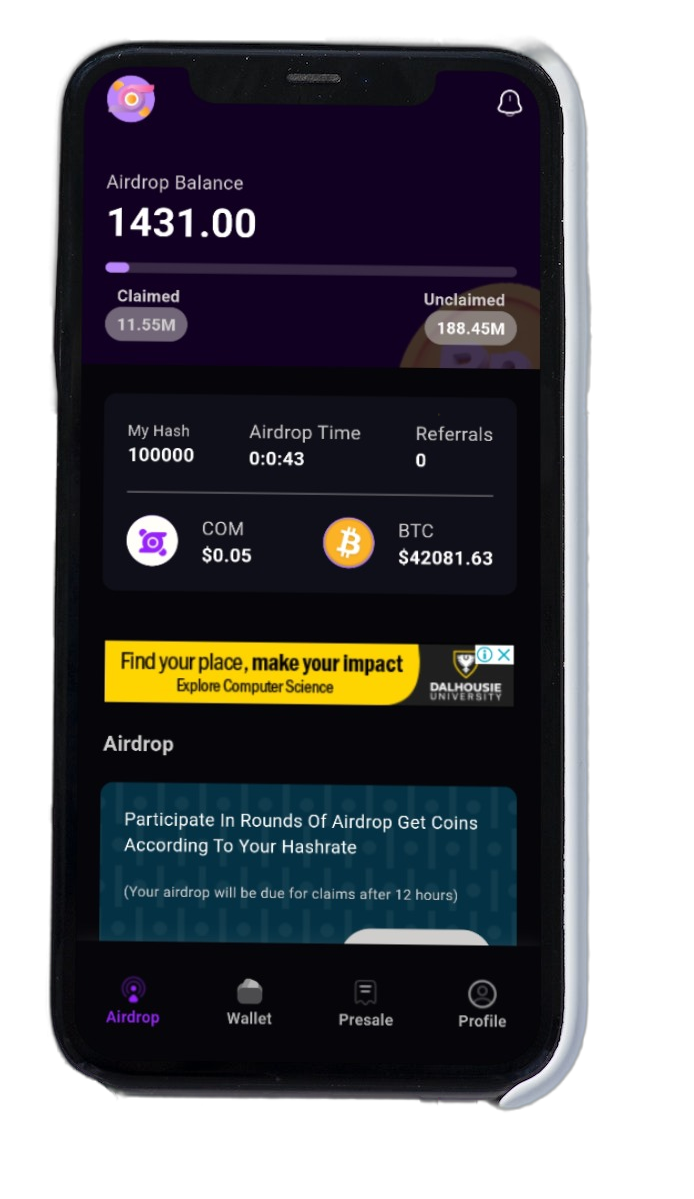 Airdrop Balance
1431.00
Claimed
Unclaimed
11.55M
188.45M
My Hash
Airdrop Time
Referrals
100000
0:0:43
0
COM
BTC
$0.05
$42081.63
Find your place, make your impact
Explore Computer Science
DALHOUSIE
UNIVERSITY
Airdrop
Participate In Rounds Of Airdrop Get Coins
According To Your Hashrate
(Your airdrop will be due for claims after 12 hours)
Airdrop
Wallet
Presale
Profile